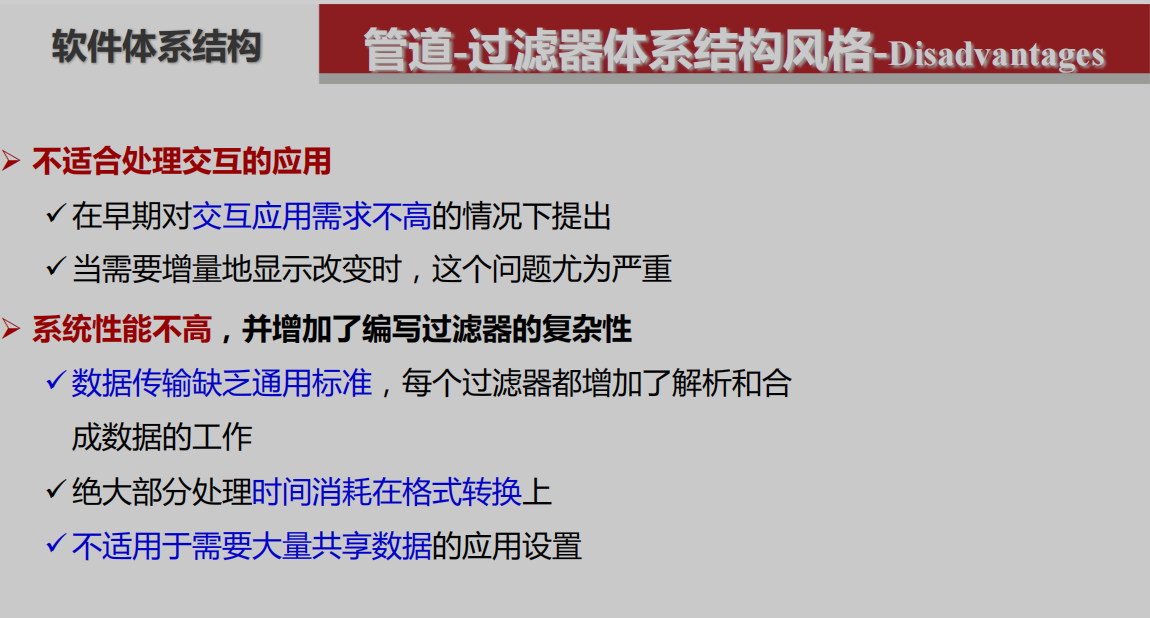 软件体系结构
管道-过滤器体系结构风格-Disadvantages
不适合处理交互的应用
在早期对交互应用需求不高的情况下提出
当需要增量地显示改变时，这个问题尤为严重
系统性能不高，并增加了编写过滤器的复杂性
数据传输缺乏通用标准，每个过滤器都增加了解析和合
成数据的工作
绝大部分处理时间消耗在格式转换上
不适用于需要大量共享数据的应用设置